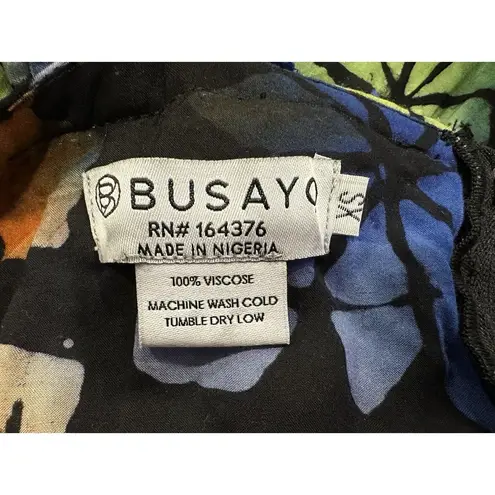 BUSAYO
RN# 164376
MADE IN NIGERIA
XS
100% VISCOSE
MACHINE WASH COLD
TUMBLE DRY LOW